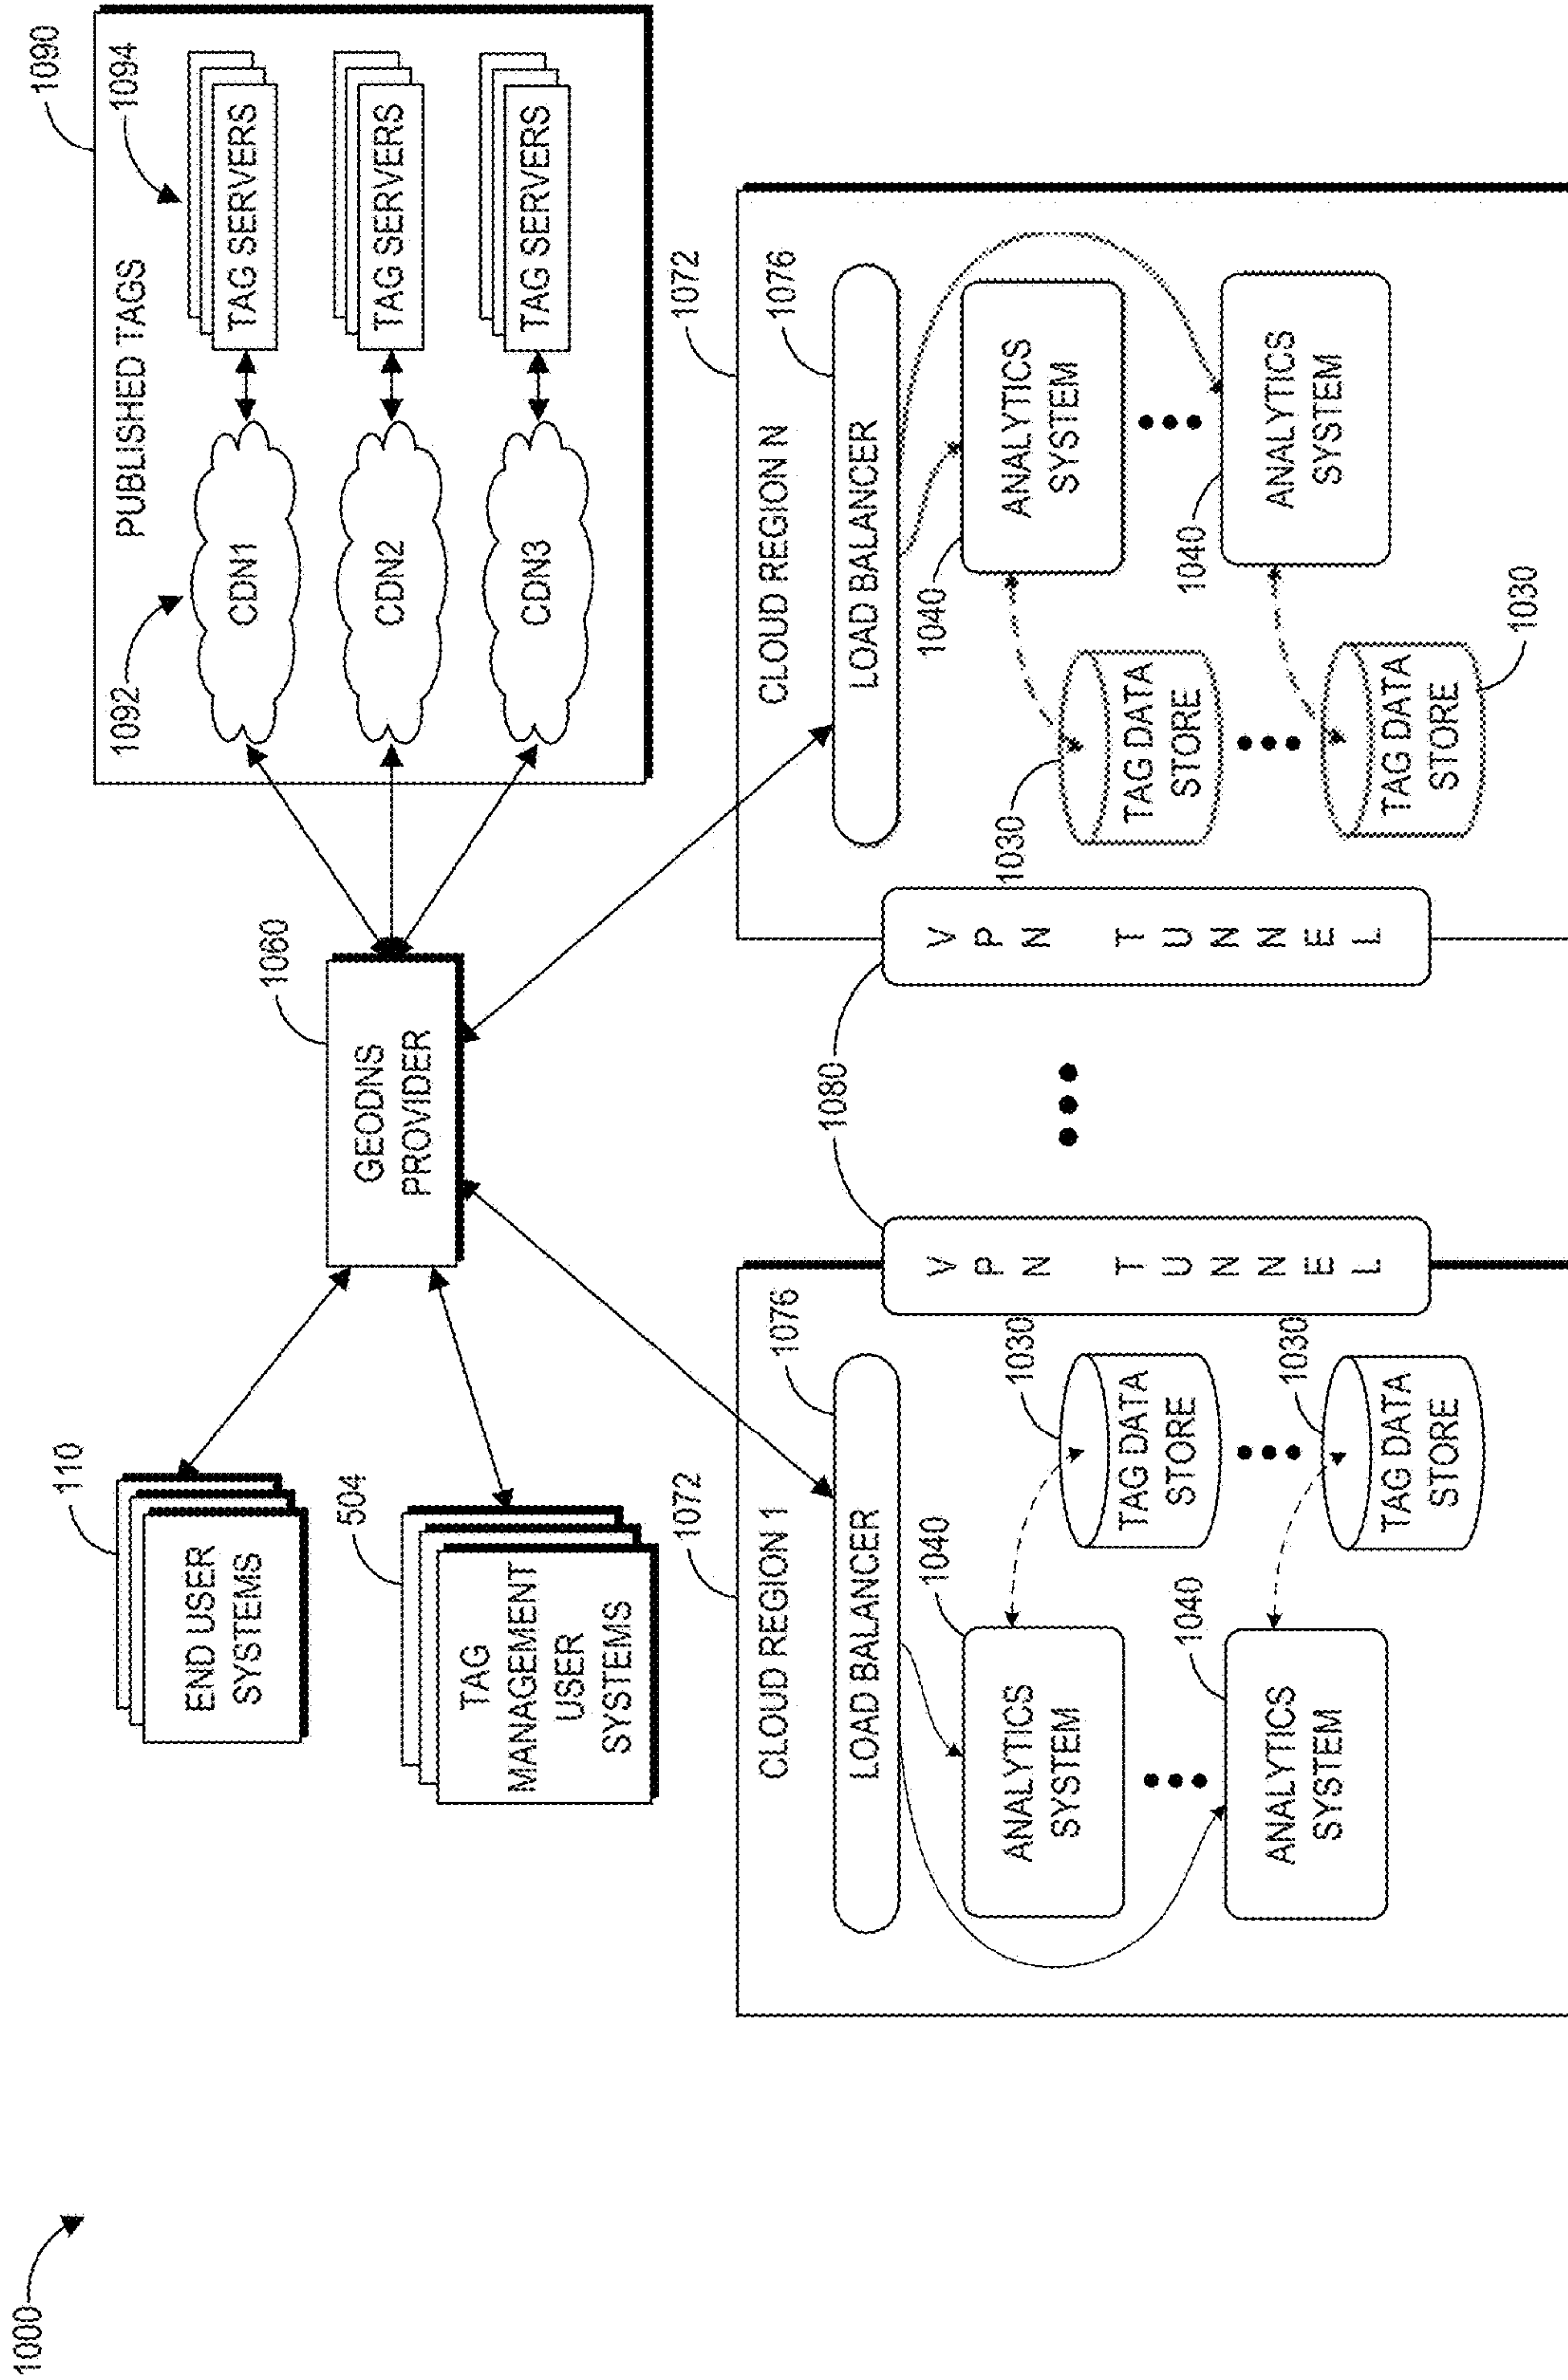 1000
110
END USER
SYSTEMS
504
TAG
MANAGEMENT
USER
SYSTEMS
1060
GEODNS
PROVIDER
1090
PUBLISHED TAGS
1092
1094
CDN1
TAG SERVERS
CDN2
TAG SERVERS
CDN3
TAG SERVERS
1072
CLOUD REGION 1
1076
LOAD BALANCER
1040
ANALYTICS
SYSTEM
1030
TAG DATA
STORE
1040
ANALYTICS
SYSTEM
1030
TAG DATA
STORE
VPN TUNNEL
1080
VPN TUNNEL
1072
CLOUD REGION N
1076
LOAD BALANCER
1030
TAG DATA
STORE
1040
ANALYTICS
SYSTEM
1030
TAG DATA
STORE
1040
ANALYTICS
SYSTEM